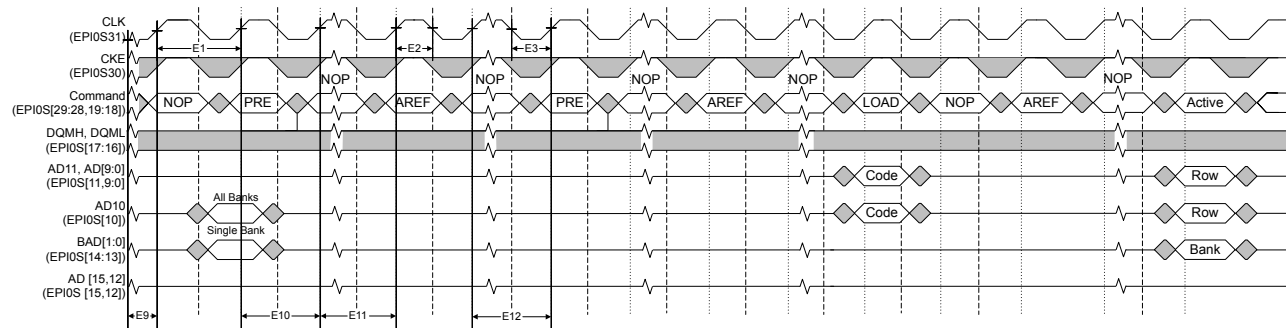 CLK
(EPI0S31)
E1
E2
E3
CKE
(EPI0S30)
NOP
NOP
NOP
NOP
NOP
Command
(EPI0S[29:28,19:18])
NOP
PRE
AREF
PRE
AREF
LOAD
NOP
AREF
Active
DQMH, DQML
(EPI0S[17:16])
AD11, AD[9:0]
(EPI0S[11,9:0])
Code
Row
All Banks
AD10
(EPI0S[10])
Code
Row
Single Bank
BAD[1:0]
(EPI0S[14:13])
Bank
AD [15,12]
(EPI0S [15,12])
E9
E10
E11
E12